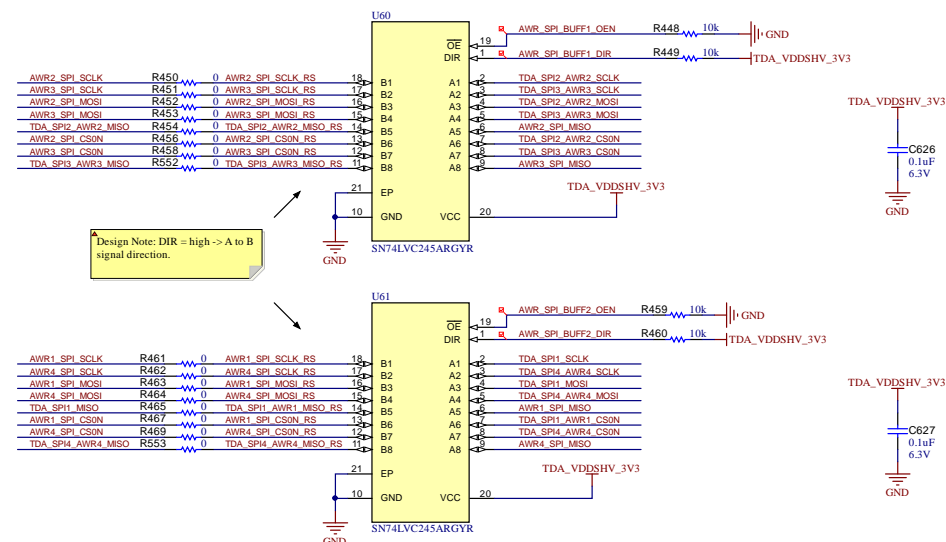 U60
AWR_SPI_BUFF1_OEN R448 10k GND
OE 19
DIR 1 AWR_SPI_BUFF1_DIR R449 10k TDA_VDDSHV_3V3
AWR2_SPI_SCLK R450 0 AWR2_SPI_SCLK_RS 18 B1 A1 2 TDA_SPI2_AWR2_SCLK
AWR3_SPI_SCLK R451 0 AWR3_SPI_SCLK_RS 17 B2 A2 3 TDA_SPI3_AWR3_SCLK
AWR2_SPI_MOSI R452 0 AWR2_SPI_MOSI_RS 16 B3 A3 4 TDA_SPI2_AWR2_MOSI
AWR3_SPI_MOSI R453 0 AWR3_SPI_MOSI_RS 15 B4 A4 5 TDA_SPI3_AWR3_MOSI
TDA_SPI2_AWR2_MISO R454 0 TDA_SPI2_AWR2_MISO_RS 14 B5 A5 6 AWR2_SPI_MISO
AWR2_SPI_CS0N R456 0 AWR2_SPI_CS0N_RS 13 B6 A6 7 TDA_SPI2_AWR2_CS0N
AWR3_SPI_CS0N R458 0 AWR3_SPI_CS0N_RS 12 B7 A7 8 TDA_SPI3_AWR3_CS0N
TDA_SPI3_AWR3_MISO R552 0 TDA_SPI3_AWR3_MISO_RS 11 B8 A8 9 AWR3_SPI_MISO
TDA_VDDSHV_3V3
C626
0.1uF
6.3V
GND
21 EP TDA_VDDSHV_3V3
10 GND VCC 20
GND
SN74LVC245ARGYR
Design Note: DIR = high -> A to B
signal direction.
U61
AWR_SPI_BUFF2_OEN R459 10k GND
OE 19
DIR 1 AWR_SPI_BUFF2_DIR R460 10k TDA_VDDSHV_3V3
AWR1_SPI_SCLK R461 0 AWR1_SPI_SCLK_RS 18 B1 A1 2 TDA_SPI1_SCLK
AWR4_SPI_SCLK R462 0 AWR4_SPI_SCLK_RS 17 B2 A2 3 TDA_SPI4_AWR4_SCLK
AWR1_SPI_MOSI R463 0 AWR1_SPI_MOSI_RS 16 B3 A3 4 TDA_SPI1_MOSI
AWR4_SPI_MOSI R464 0 AWR4_SPI_MOSI_RS 15 B4 A4 5 TDA_SPI4_AWR4_MOSI
TDA_SPI1_MISO R465 0 TDA_SPI1_AWR1_MISO_RS 14 B5 A5 6 AWR1_SPI_MISO
AWR1_SPI_CS0N R467 0 AWR1_SPI_CS0N_RS 13 B6 A6 7 TDA_SPI1_AWR1_CS0N
AWR4_SPI_CS0N R469 0 AWR4_SPI_CS0N_RS 12 B7 A7 8 TDA_SPI4_AWR4_CS0N
TDA_SPI4_AWR4_MISO R553 0 TDA_SPI4_AWR4_MISO_RS 11 B8 A8 9 AWR4_SPI_MISO
TDA_VDDSHV_3V3
C627
0.1uF
6.3V
GND
21 EP TDA_VDDSHV_3V3
10 GND VCC 20
GND
SN74LVC245ARGYR